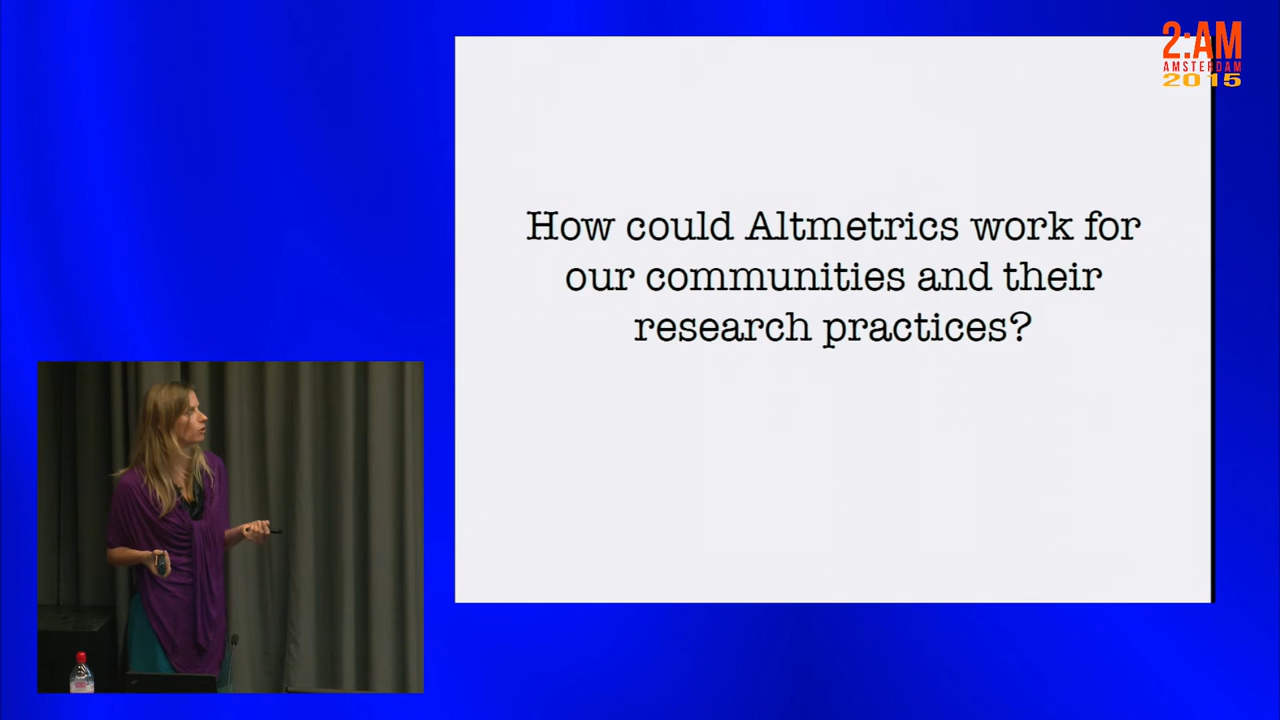 2:AM
AMSTERDAM
2015
How could Altmetrics work for
our communities and their
research practices?